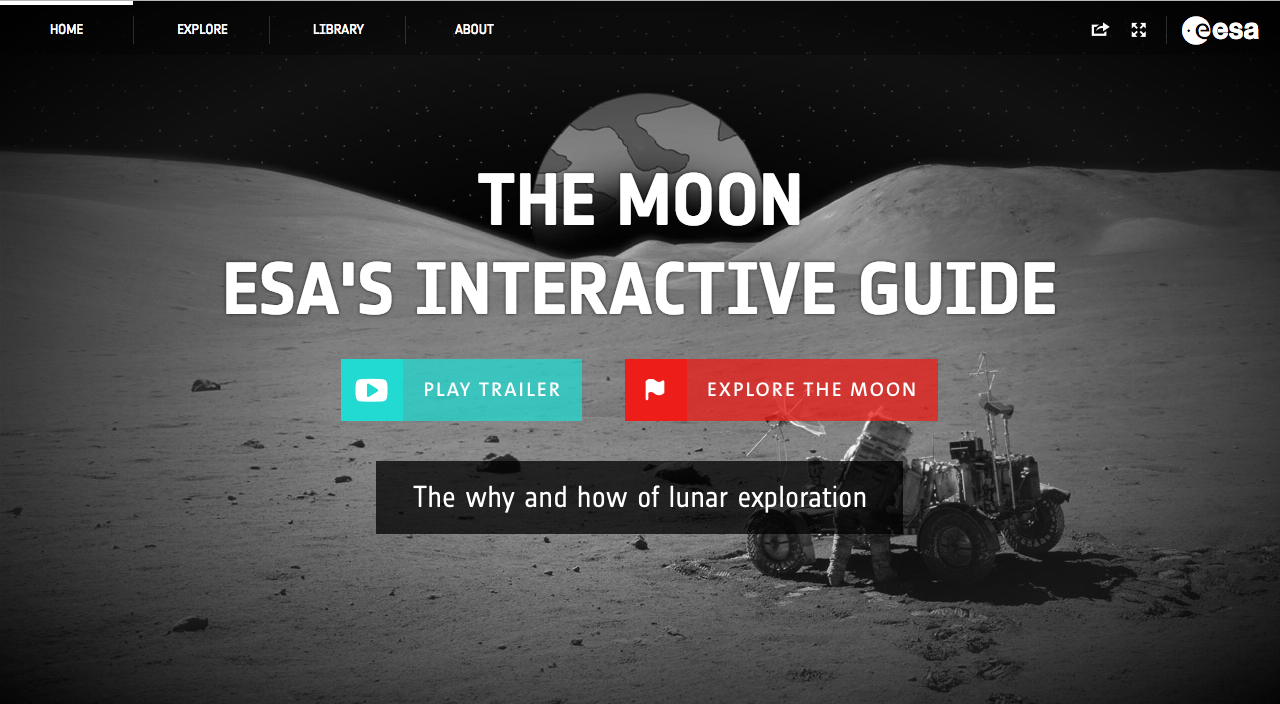 HOME
EXPLORE
LIBRARY
ABOUT
eesa
THE MOON
ESA'S INTERACTIVE GUIDE
PLAY TRAILER
EXPLORE THE MOON
The why and how of lunar exploration